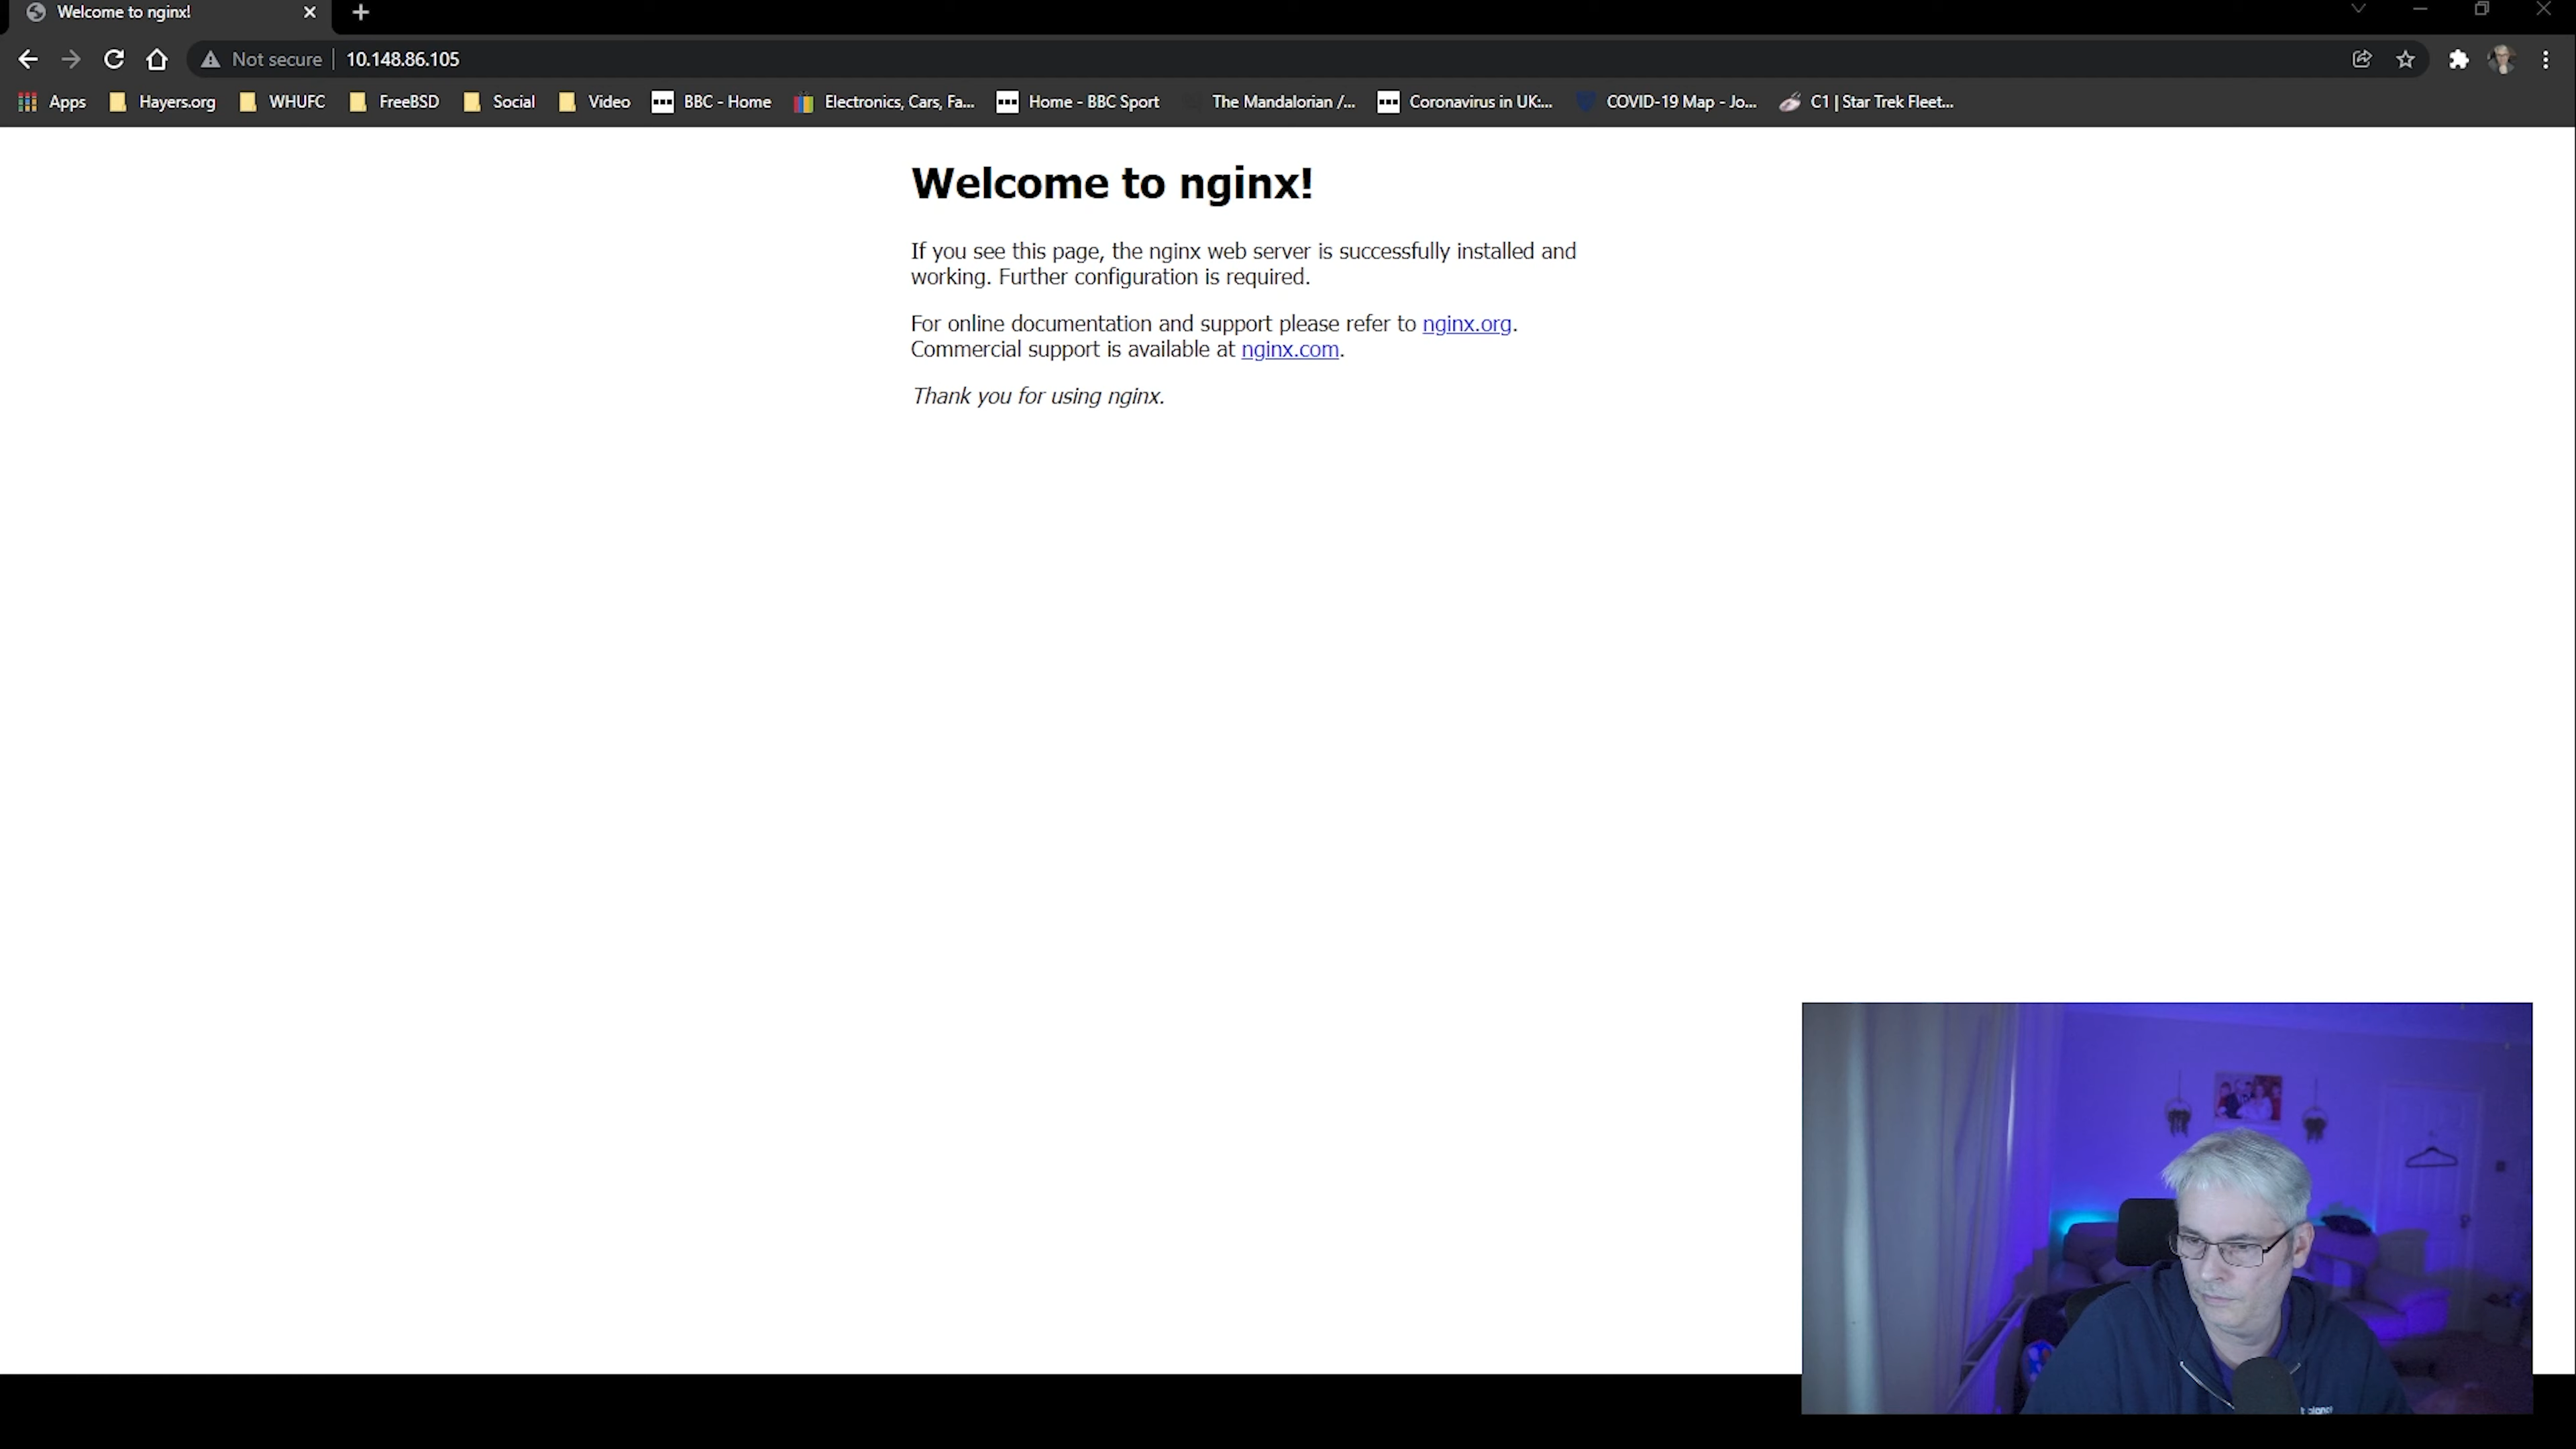 Welcome to nginx!
Not secure 10.148.86.105
Apps Hayers.org WHUFC FreeBSD Social Video BBC - Home Electronics, Cars, Fa... Home - BBC Sport The Mandalorian /... Coronavirus in UK:... COVID-19 Map - Jo... C1 | Star Trek Fleet...
Welcome to nginx!
If you see this page, the nginx web server is successfully installed and
working. Further configuration is required.
For online documentation and support please refer to nginx.org.
Commercial support is available at nginx.com.
Thank you for using nginx.